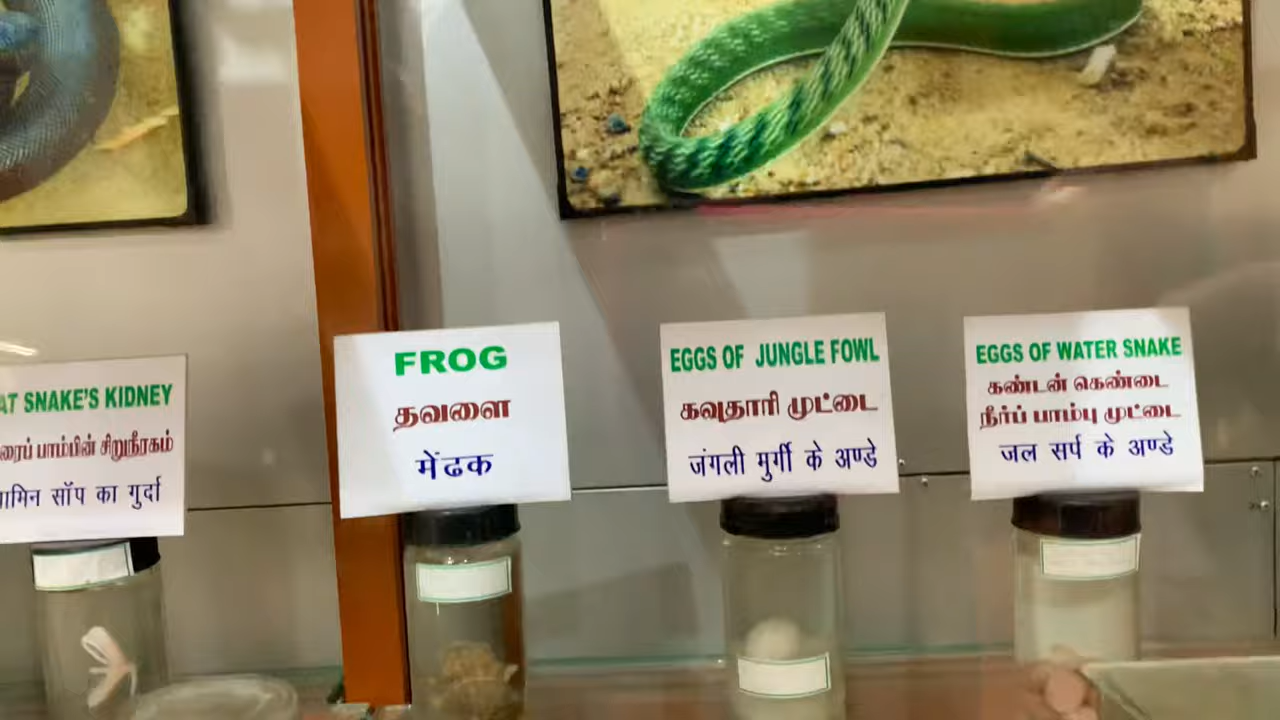 AT SNAKE'S KIDNEY
ரைப் பாம்பின் சிறுநீரகம்
ामिन सॉप का गुर्दा
FROG
தவளை
मेंढक
EGGS OF JUNGLE FOWL
கவுதாரி முட்டை
जंगली मुर्गी के अण्डे
EGGS OF WATER SNAKE
கண்டன் கெண்டை
நீர்ப் பாம்பு முட்டை
जल सर्प के अण्डे